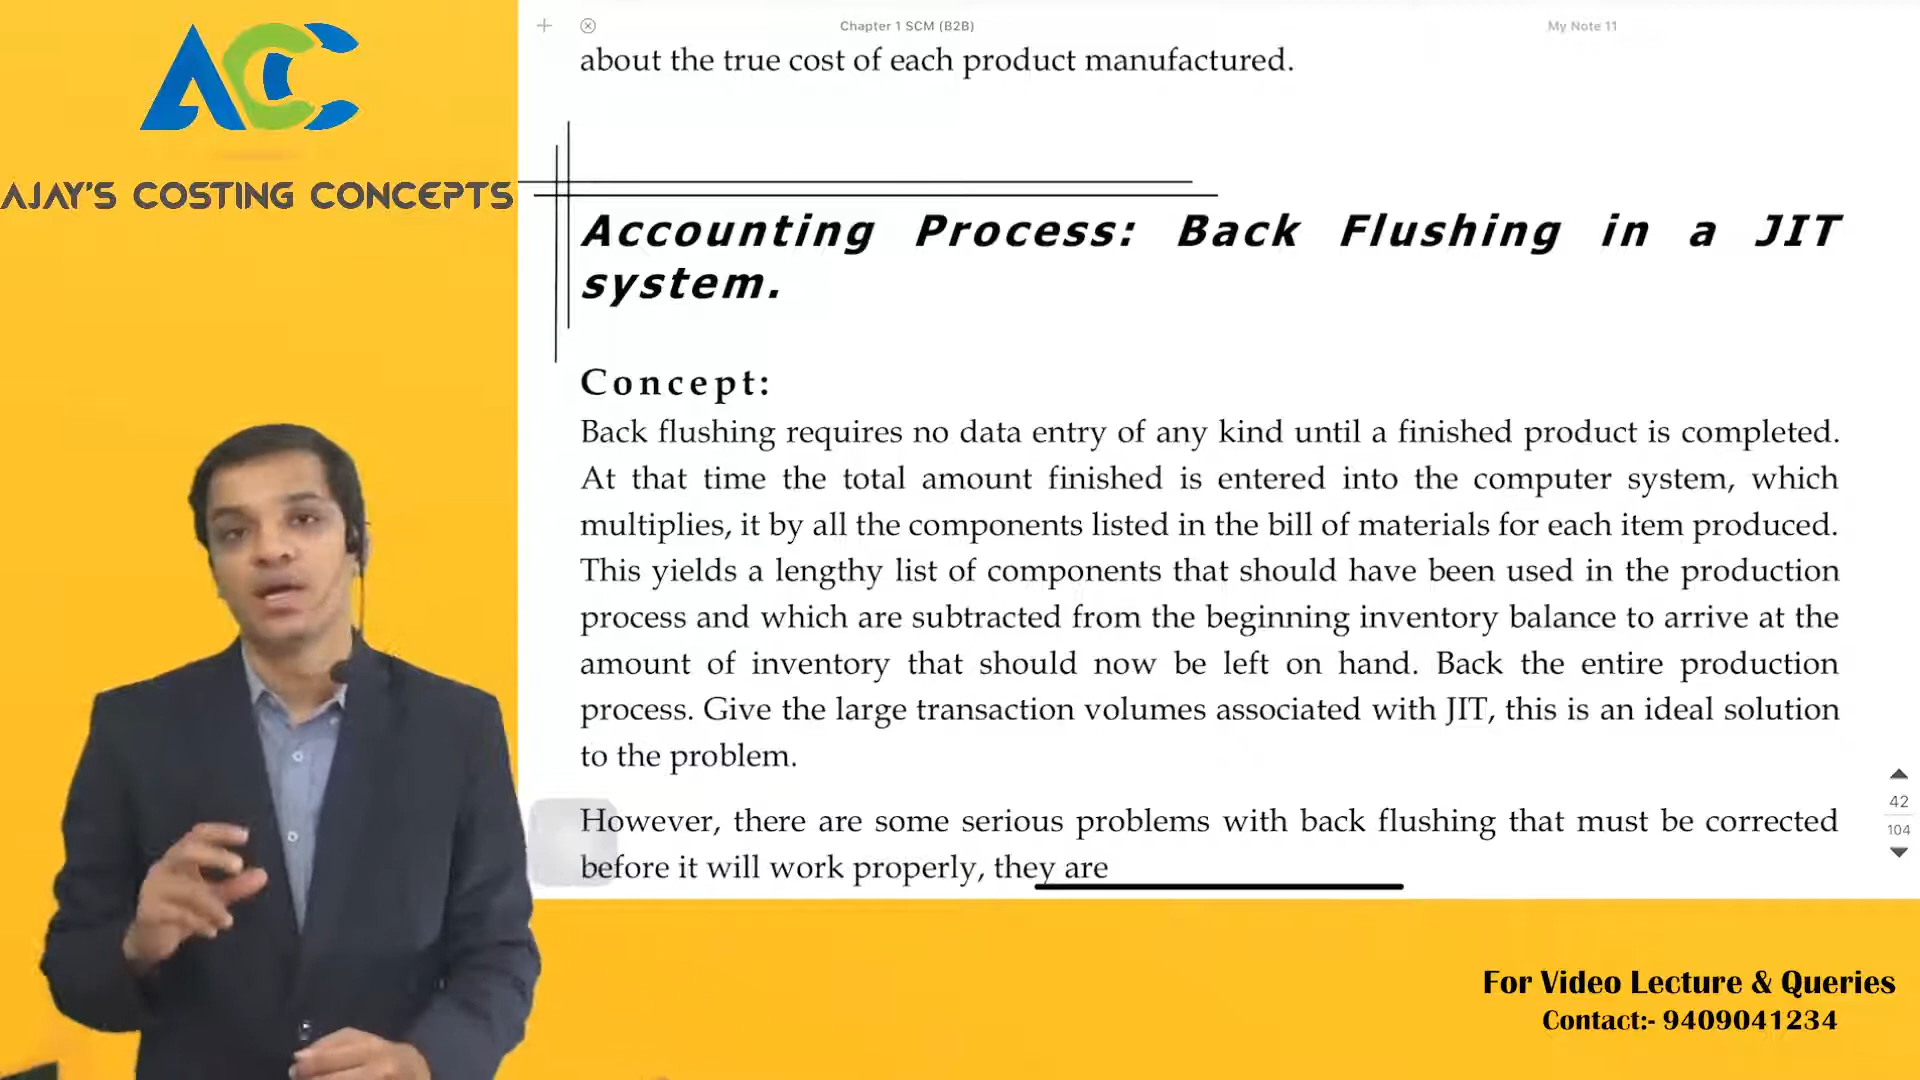 ACC
AJAY'S COSTING CONCEPTS
Chapter 1 SCM (B2B)
My Note 11
about the true cost of each product manufactured.
Accounting Process: Back Flushing in a JIT
system.
Concept:
Back flushing requires no data entry of any kind until a finished product is completed.
At that time the total amount finished is entered into the computer system, which
multiplies, it by all the components listed in the bill of materials for each item produced.
This yields a lengthy list of components that should have been used in the production
process and which are subtracted from the beginning inventory balance to arrive at the
amount of inventory that should now be left on hand. Back the entire production
process. Give the large transaction volumes associated with JIT, this is an ideal solution
to the problem.
However, there are some serious problems with back flushing that must be corrected
before it will work properly, they are
42
104
For Video Lecture & Queries
Contact:- 9409041234